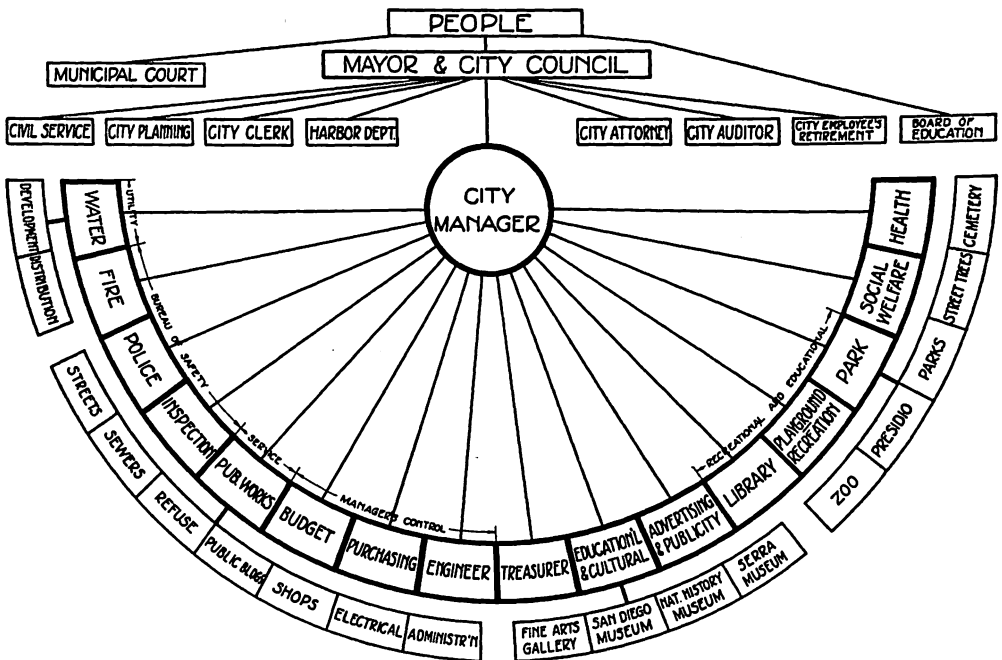 PEOPLE
MAYOR & CITY COUNCIL
MUNICIPAL COURT
CIVIL SERVICE
CITY PLANNING
CITY CLERK
HARBOR DEPT.
CITY ATTORNEY
CITY AUDITOR
CITY EMPLOYEE'S
RETIREMENT
BOARD OF
EDUCATION
CITY
MANAGER
DEVELOPMENT
DISTRIBUTION
WATER
FIRE
POLICE
INSPECTION
PUB. WORKS
BUDGET
PURCHASING
ENGINEER
TREASURER
EDUCATION'L
& CULTURAL
ADVERTISING
& PUBLICITY
LIBRARY
PLAYGROUND
RECREATION
PARK
SOCIAL
WELFARE
HEALTH
UTILITY
BUREAU OF SAFETY
SERVICE
MANAGERS CONTROL
RECREATIONAL AND EDUCATIONAL
STREETS
SEWERS
REFUSE
PUBLIC BLDGS
SHOPS
ELECTRICAL
ADMINISTR'N
FINE ARTS
GALLERY
SAN DIEGO
MUSEUM
NAT. HISTORY
MUSEUM
SERRA
MUSEUM
ZOO
PRESIDIO
PARKS
STREET TREES
CEMETERY